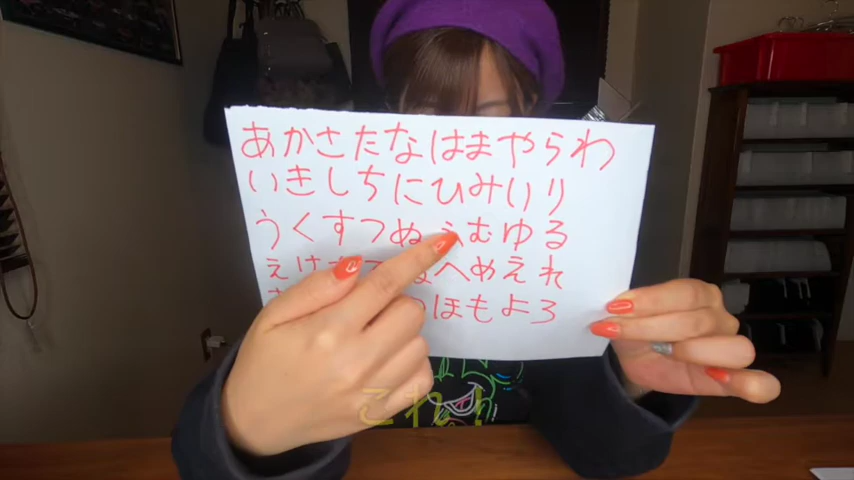 あかさたなはまやらわ
いきしちにひみいり
うくすつぬふむゆる
えけ へめえれ
ほもよろ
これ!